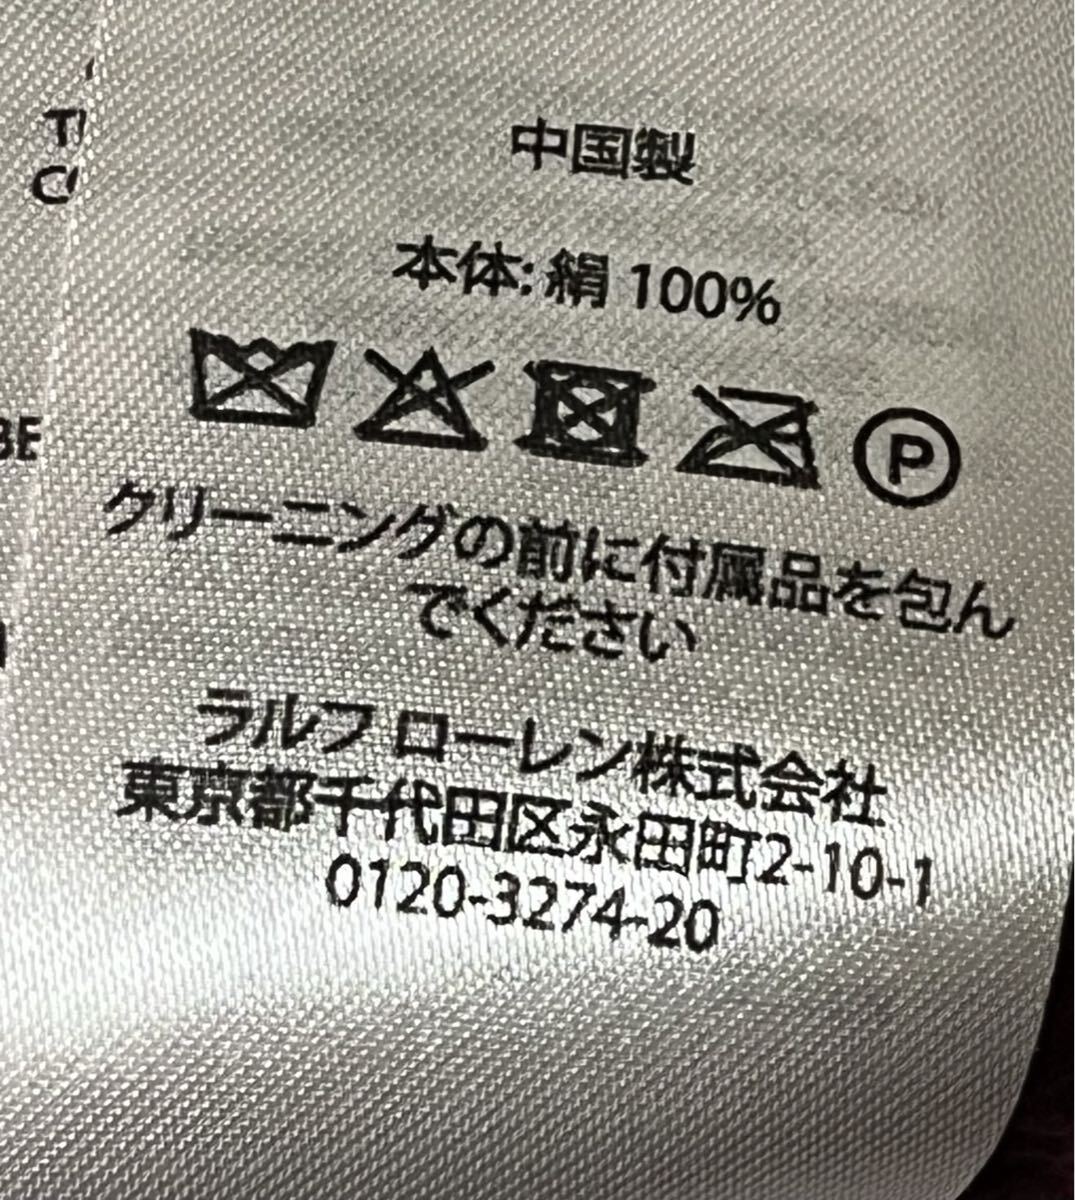 中国製
本体: 絹 100%
P
クリーニングの前に付属品を包ん
でください
ラルフ ローレン株式会社
東京都千代田区永田町2-10-1
0120-3274-20